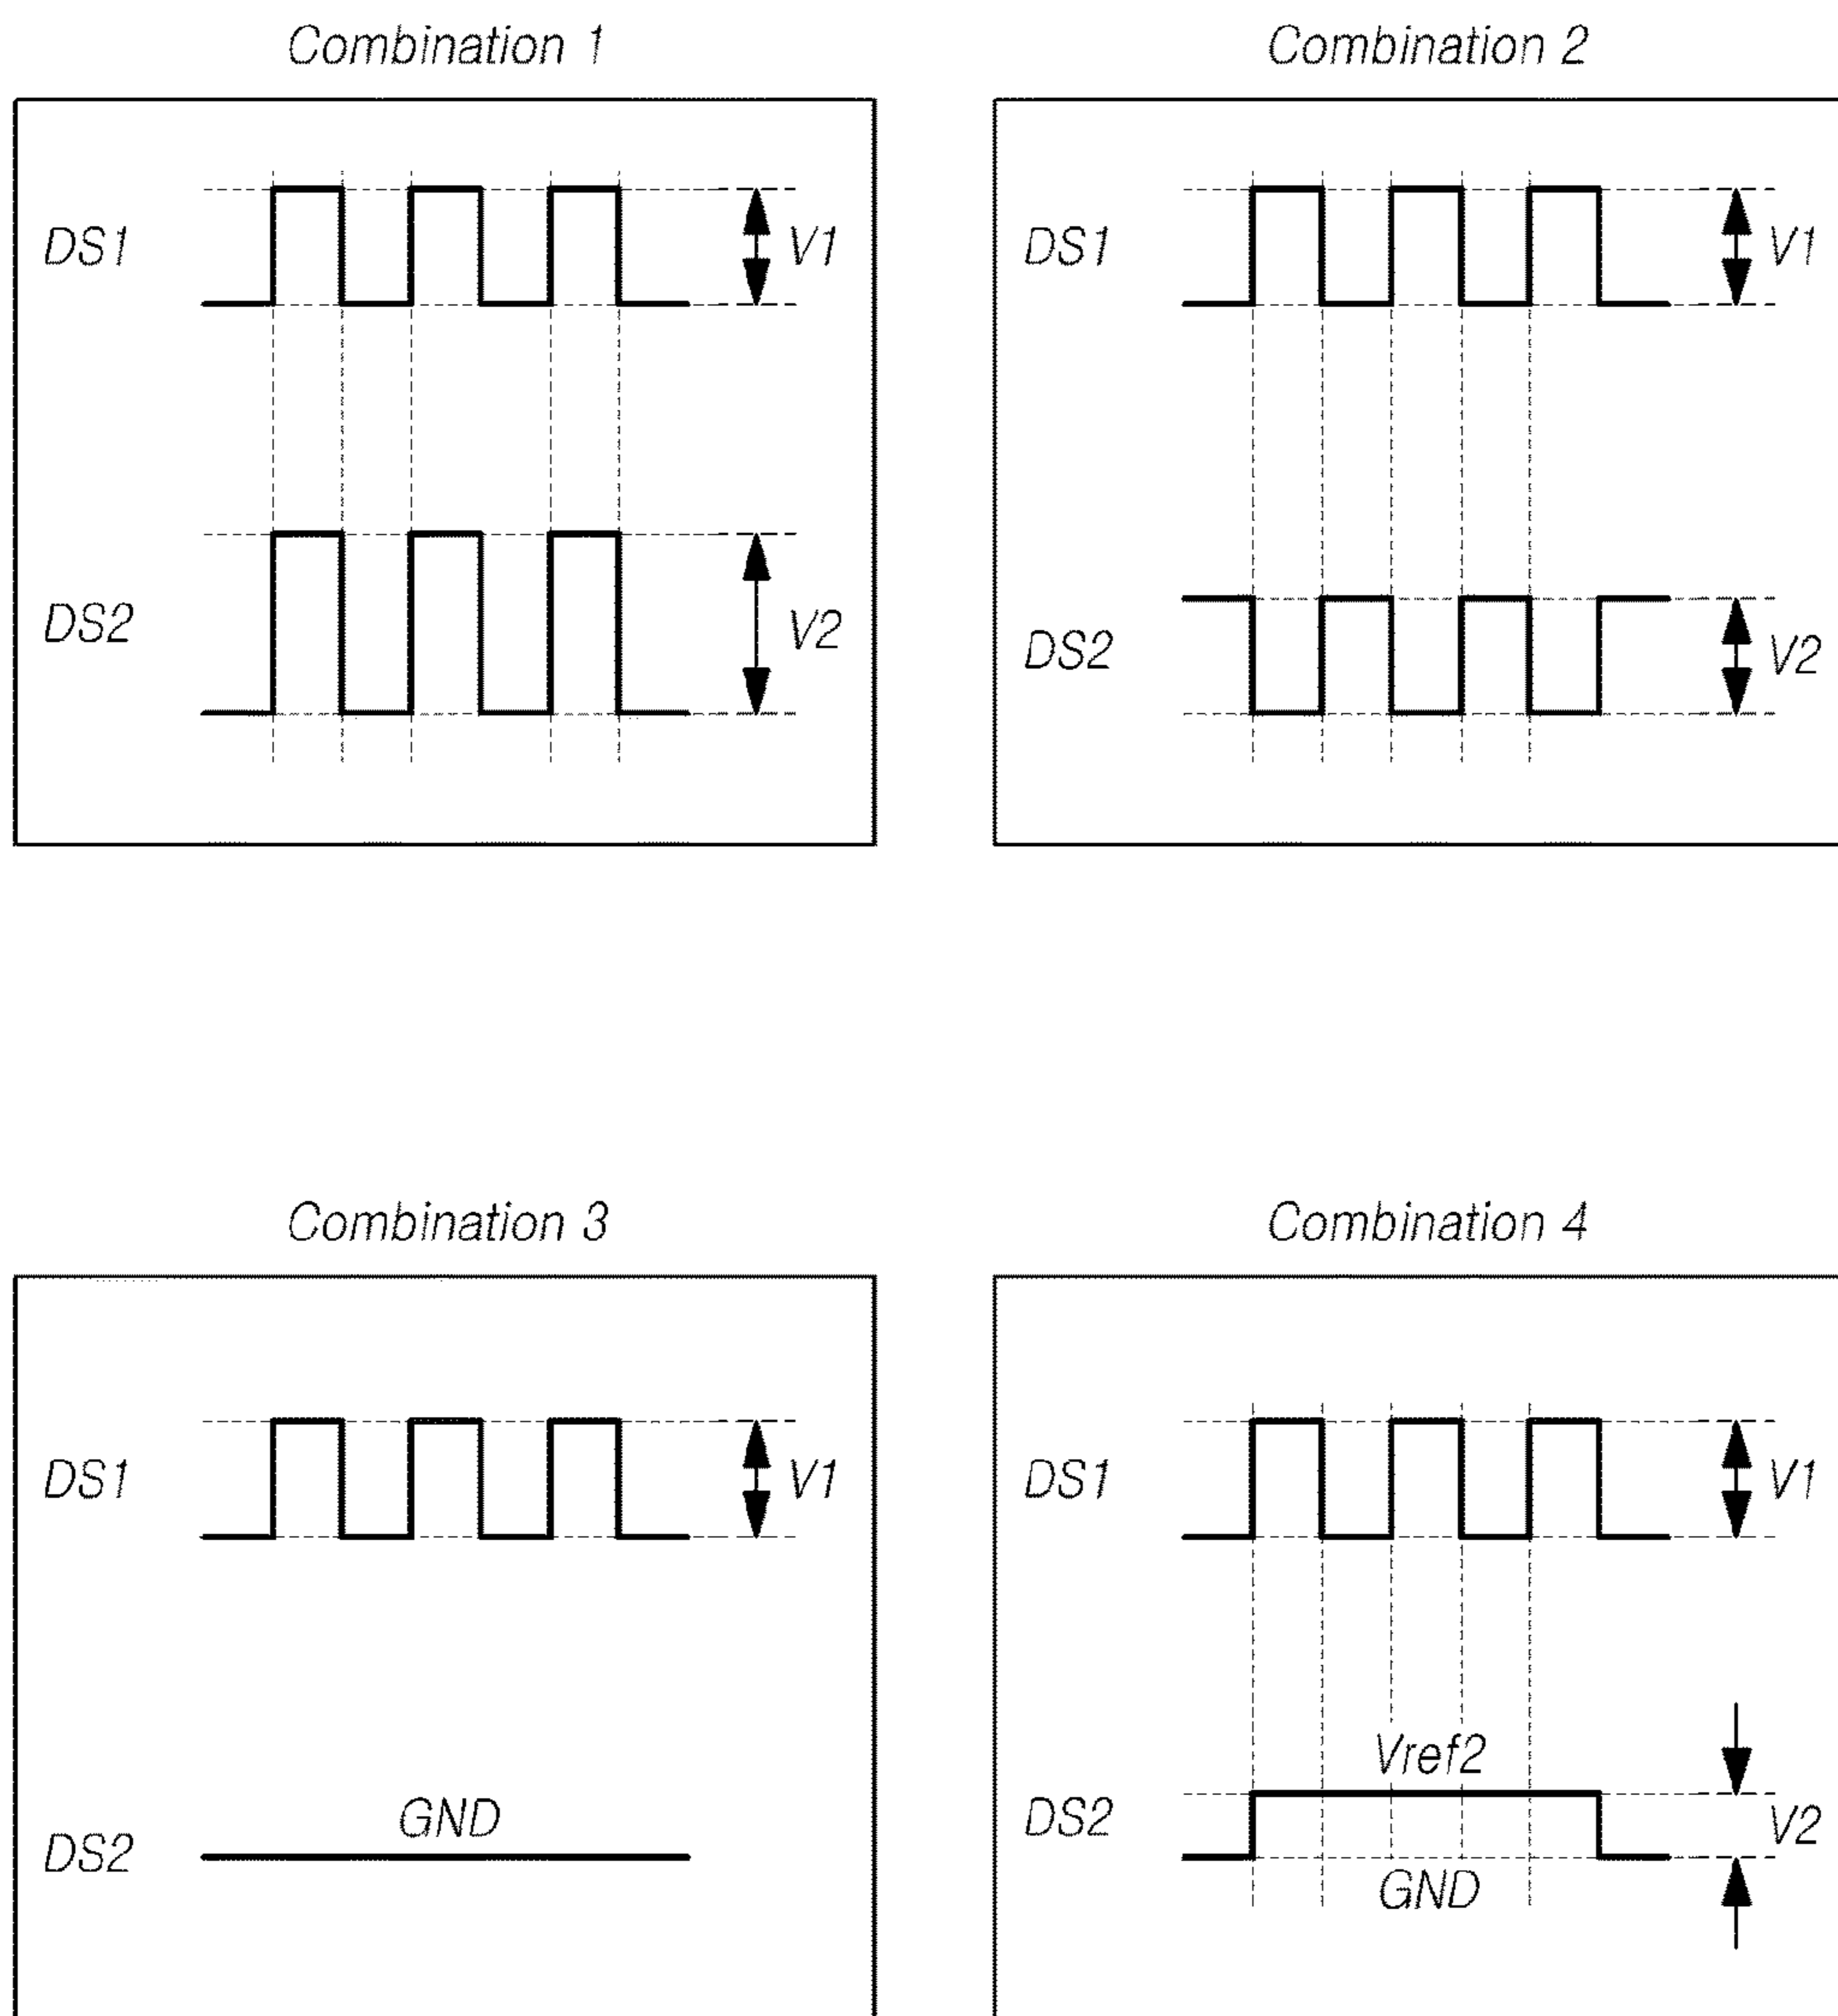 Combination 1
DS1
V1
DS2
V2
Combination 2
DS1
V1
DS2
V2
Combination 3
DS1
V1
DS2
GND
Combination 4
DS1
V1
DS2
Vref2
GND
V2